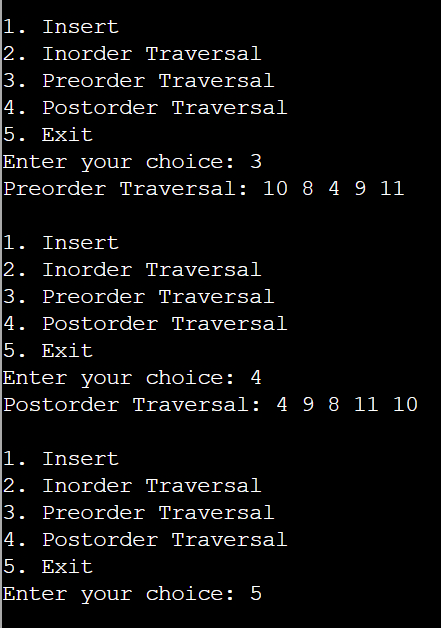 1. Insert
2. Inorder Traversal
3. Preorder Traversal
4. Postorder Traversal
5. Exit
Enter your choice: 3
Preorder Traversal: 10 8 4 9 11
1. Insert
2. Inorder Traversal
3. Preorder Traversal
4. Postorder Traversal
5. Exit
Enter your choice: 4
Postorder Traversal: 4 9 8 11 10
1. Insert
2. Inorder Traversal
3. Preorder Traversal
4. Postorder Traversal
5. Exit
Enter your choice: 5